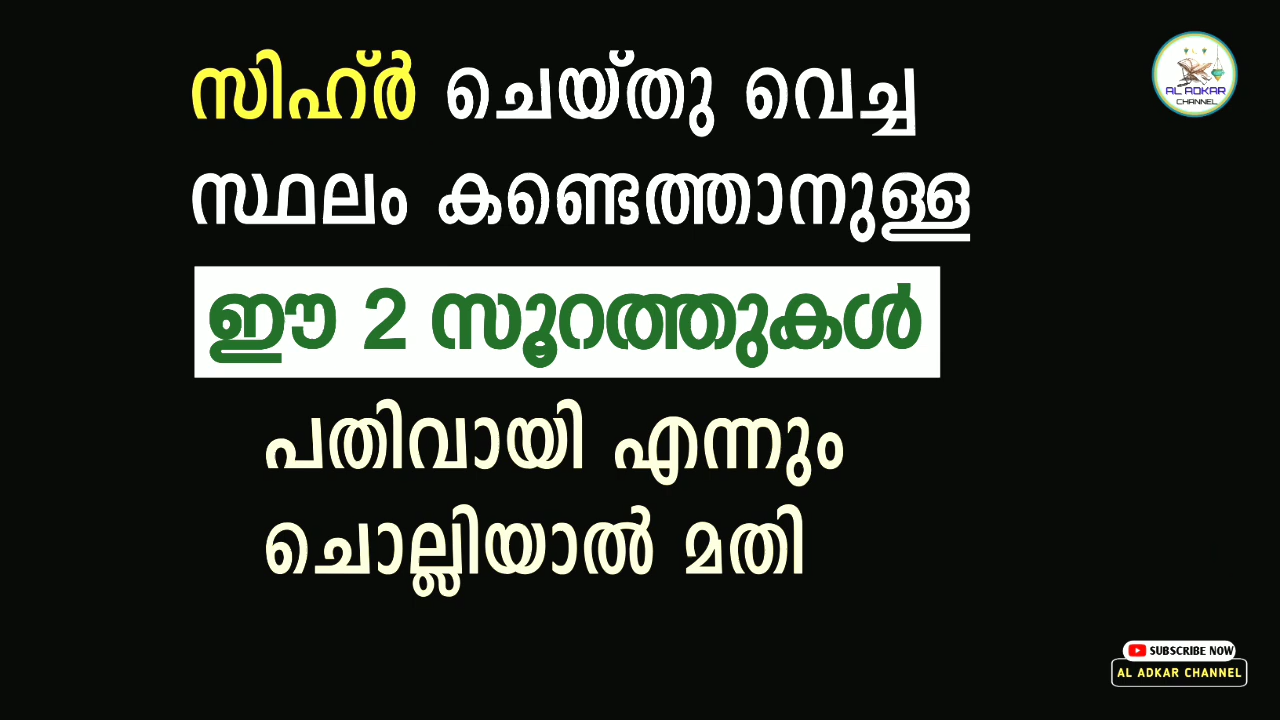 സിഹ്ർ ചെയ്തു വെച്ച
സ്ഥലം കണ്ടെത്താനുള്ള
ഈ 2 സൂറത്തുകൾ
പതിവായി എന്നും
ചൊല്ലിയാൽ മതി
AL ADKAR
CHANNEL
SUBSCRIBE NOW
AL ADKAR CHANNEL